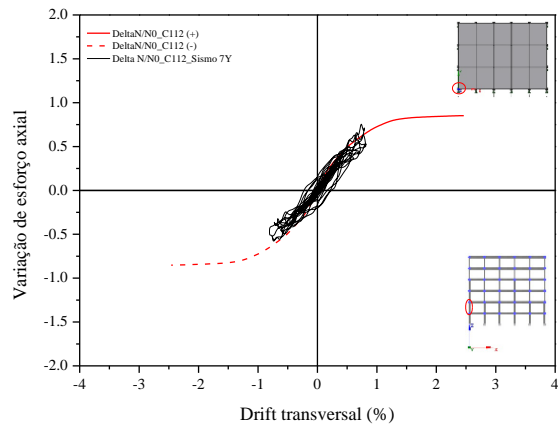 DeltaN/N0_C112 (+)
DeltaN/N0_C112 (-)
Delta N/N0_C112_Sismo 7Y
Variação de esforço axial
2.0
1.5
1.0
0.5
0.0
-0.5
-1.0
-1.5
-2.0
-4 -3 -2 -1 0 1 2 3 4
Drift transversal (%)